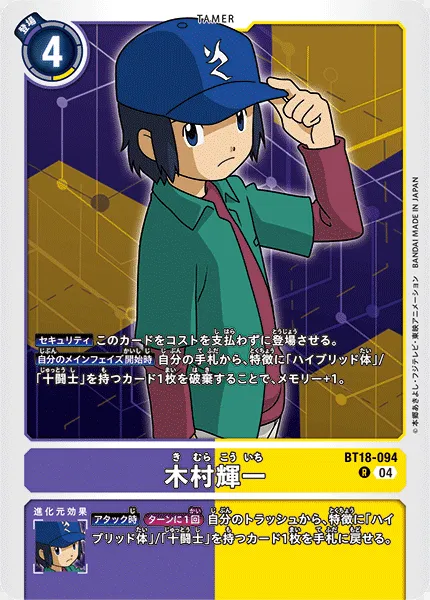 TAMER
登場
4
セキュリティ このカードをコストを支払わずに登場させる。
自分のメインフェイズ開始時 自分の手札から、特徴に「ハイブリッド体」/
「十闘士」を持つカード1枚を破棄することで、メモリー+1。
©本郷あきよし・フジテレビ・東映アニメーション BANDAI MADE IN JAPAN
BT18-094
きむらこういち
木村輝一
R 04
進化元効果
アタック時 ターンに1回 自分のトラッシュから、特徴に「ハイ
ブリッド体」/「十闘士」を持つカード1枚を手札に戻せる。